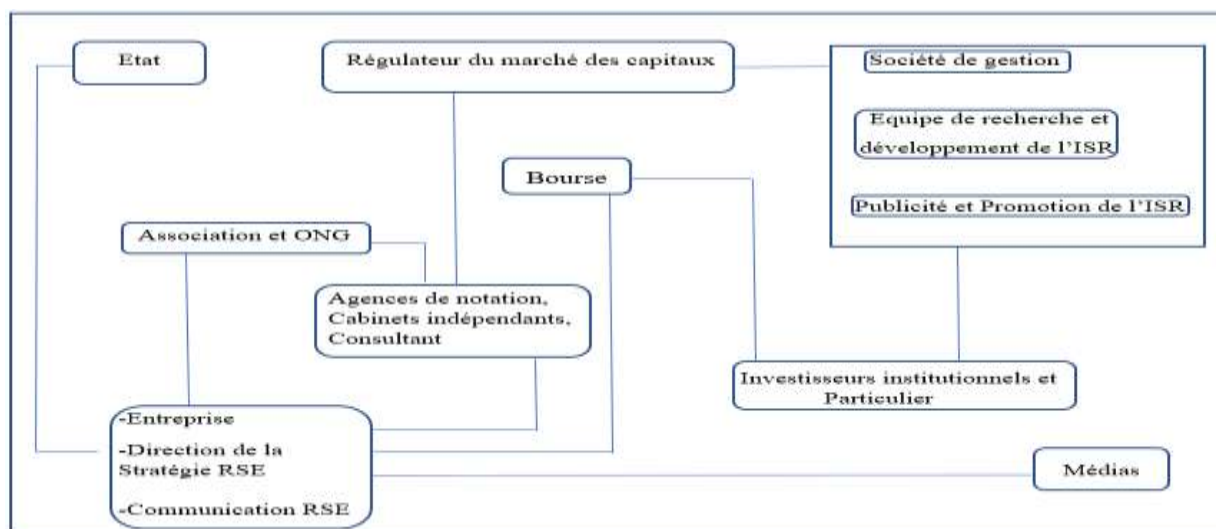 Etat
Régulateur du marché des capitaux
Société de gestion
Equipe de recherche et
développement de l'ISR
Publicité et Promotion de l'ISR
Bourse
Association et ONG
Agences de notation,
Cabinets indépendants,
Consultant
Investisseurs institutionnels et
Particulier
-Entreprise
-Direction de la
Stratégie RSE
-Communication RSE
Médias